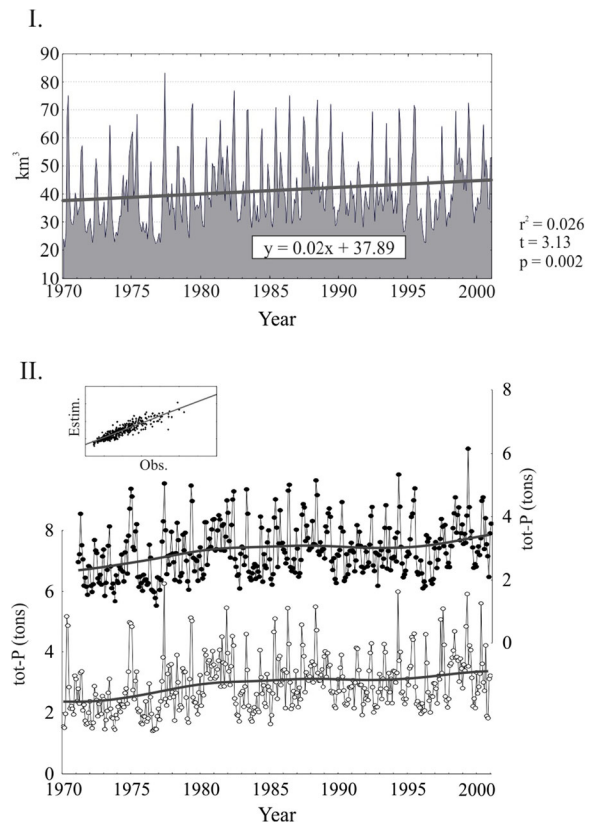 I.
90
80
70
60
50
40
30
20
10
km³
y = 0.02x + 37.89
r² = 0.026
t = 3.13
p = 0.002
1970 1975 1980 1985 1990 1995 2000
Year
II.
Estim.
Obs.
8
6
4
2
0
tot-P (tons)
8
6
4
2
0
tot-P (tons)
1970 1975 1980 1985 1990 1995 2000
Year